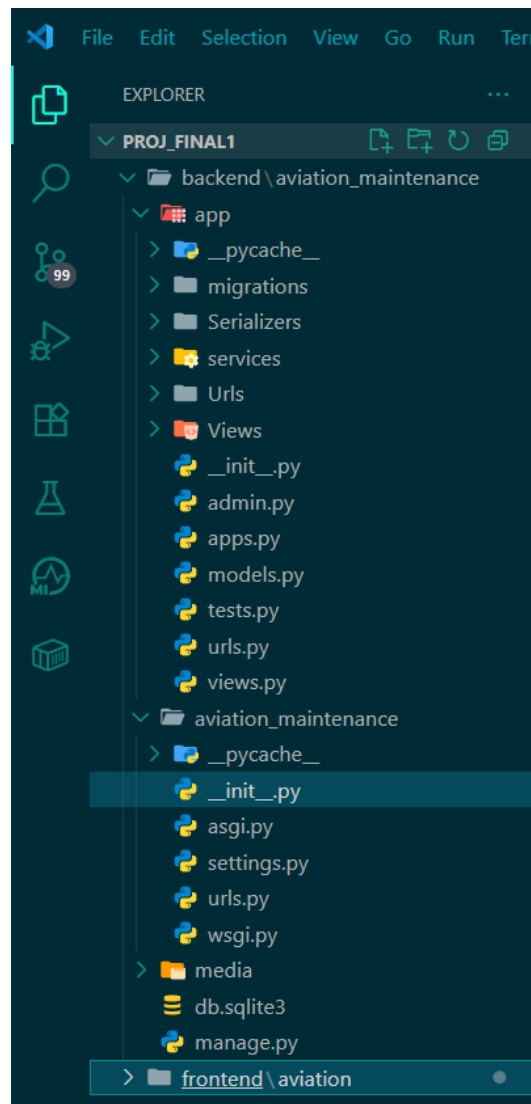 File Edit Selection View Go Run Ter
EXPLORER
PROJ_FINAL1
backend\aviation_maintenance
app
__pycache__
migrations
Serializers
services
Urls
Views
__init__.py
admin.py
apps.py
models.py
tests.py
urls.py
views.py
aviation_maintenance
__pycache__
__init__.py
asgi.py
settings.py
urls.py
wsgi.py
media
db.sqlite3
manage.py
frontend\aviation
99
MI